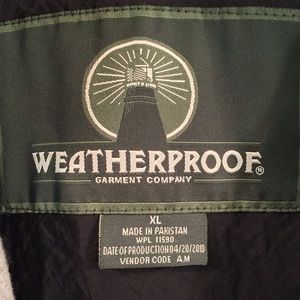 WEATHERPROOF®
GARMENT COMPANY
XL
MADE IN PAKISTAN
WPL 11590
DATE OF PRODUCTION 04/20/2010
VENDOR CODE A.M